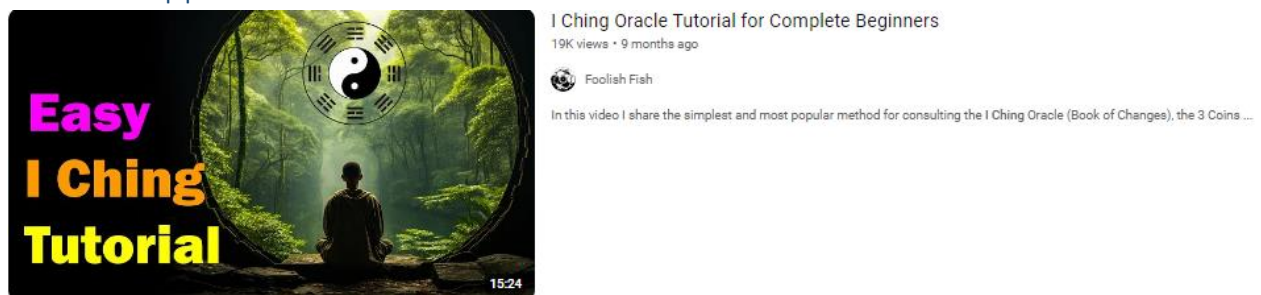 Easy
I Ching
Tutorial
15:24
I Ching Oracle Tutorial for Complete Beginners
19K views • 9 months ago
Foolish Fish
In this video I share the simplest and most popular method for consulting the I Ching Oracle (Book of Changes), the 3 Coins ...